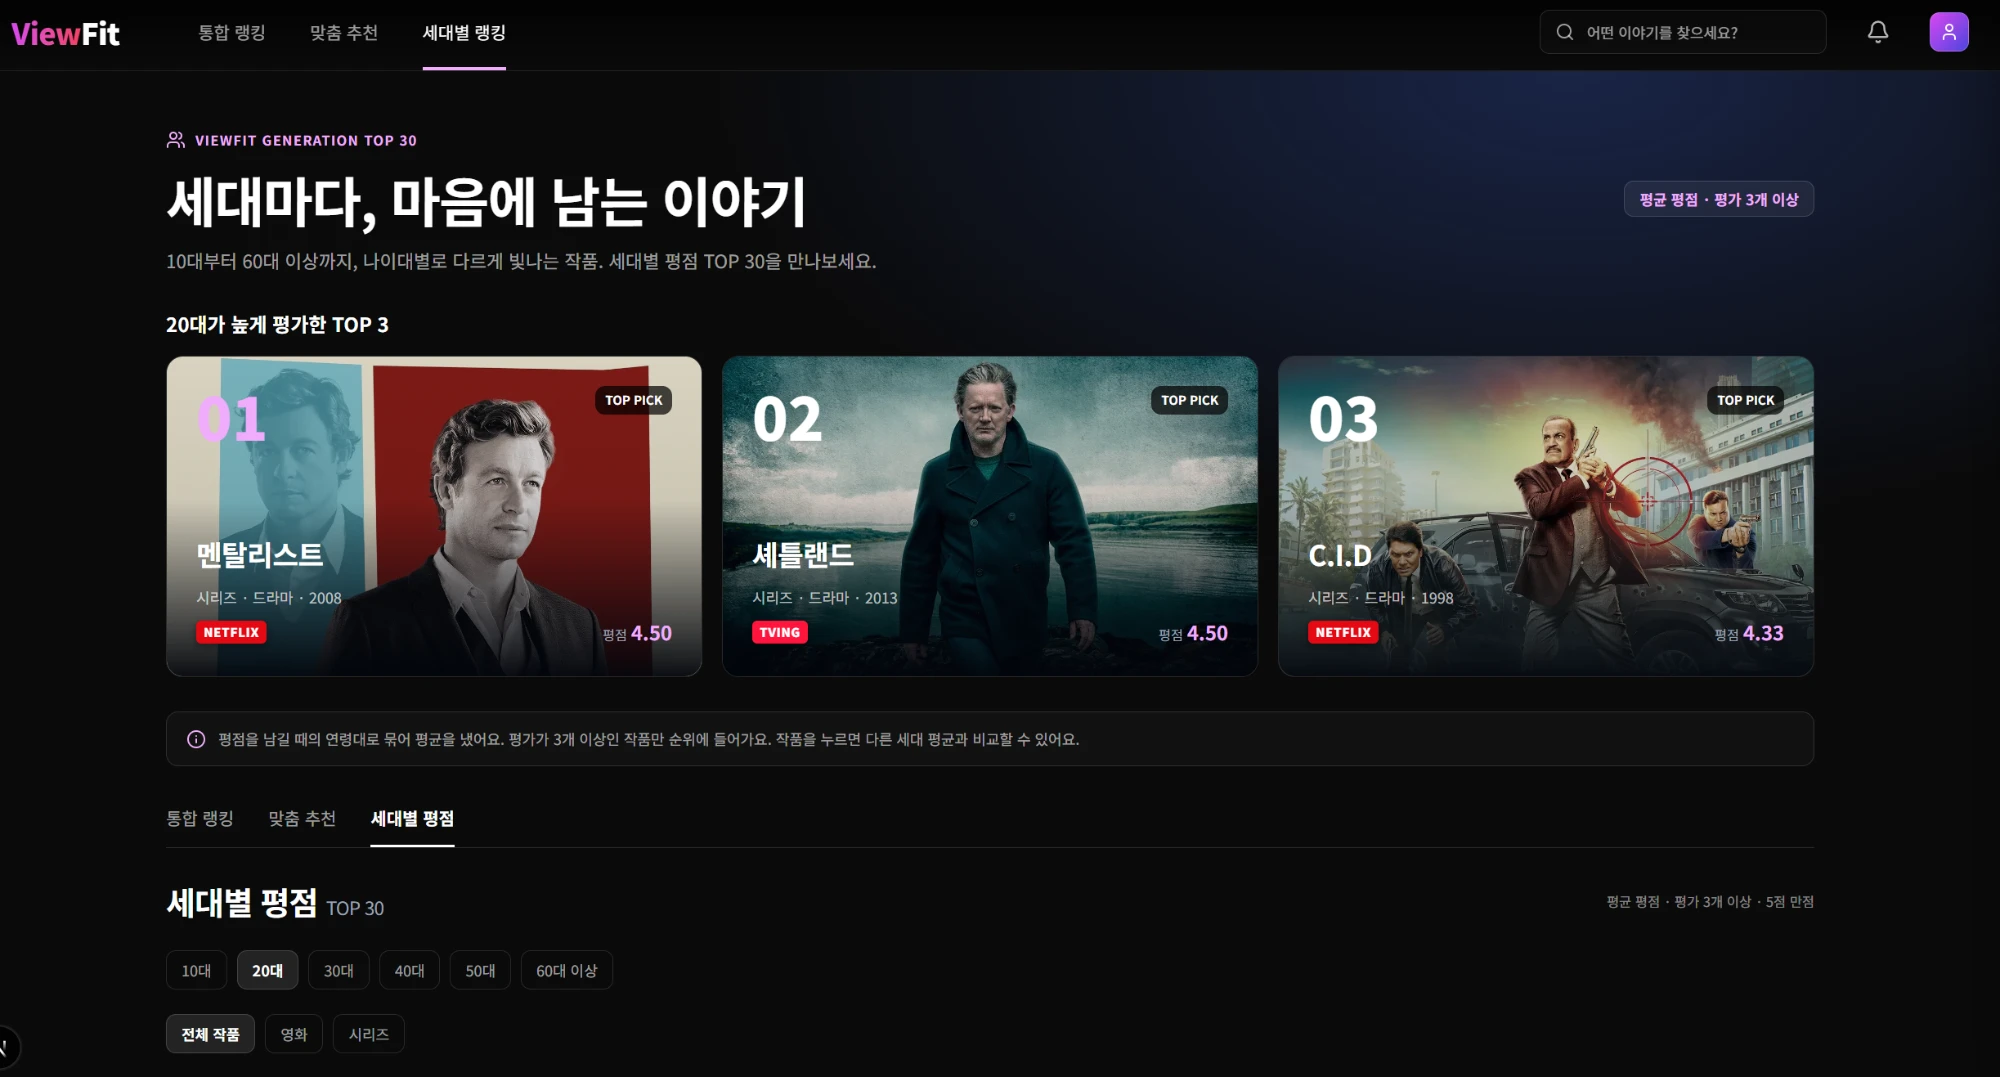 ViewFit
통합 랭킹
맞춤 추천
세대별 랭킹
어떤 이야기를 찾으세요?
VIEWFIT GENERATION TOP 30
세대마다, 마음에 남는 이야기
평균 평점 · 평가 3개 이상
10대부터 60대 이상까지, 나이대별로 다르게 빛나는 작품. 세대별 평점 TOP 30을 만나보세요.
20대가 높게 평가한 TOP 3
01
TOP PICK
멘탈리스트
시리즈 · 드라마 · 2008
NETFLIX
평점 4.50
02
TOP PICK
셰틀랜드
시리즈 · 드라마 · 2013
TVING
평점 4.50
03
TOP PICK
C.I.D
시리즈 · 드라마 · 1998
NETFLIX
평점 4.33
평점을 남길 때의 연령대로 묶어 평균을 냈어요. 평가가 3개 이상인 작품만 순위에 들어가요. 작품을 누르면 다른 세대 평균과 비교할 수 있어요.
통합 랭킹
맞춤 추천
세대별 평점
세대별 평점 TOP 30
평균 평점 · 평가 3개 이상 · 5점 만점
10대
20대
30대
40대
50대
60대 이상
전체 작품
영화
시리즈